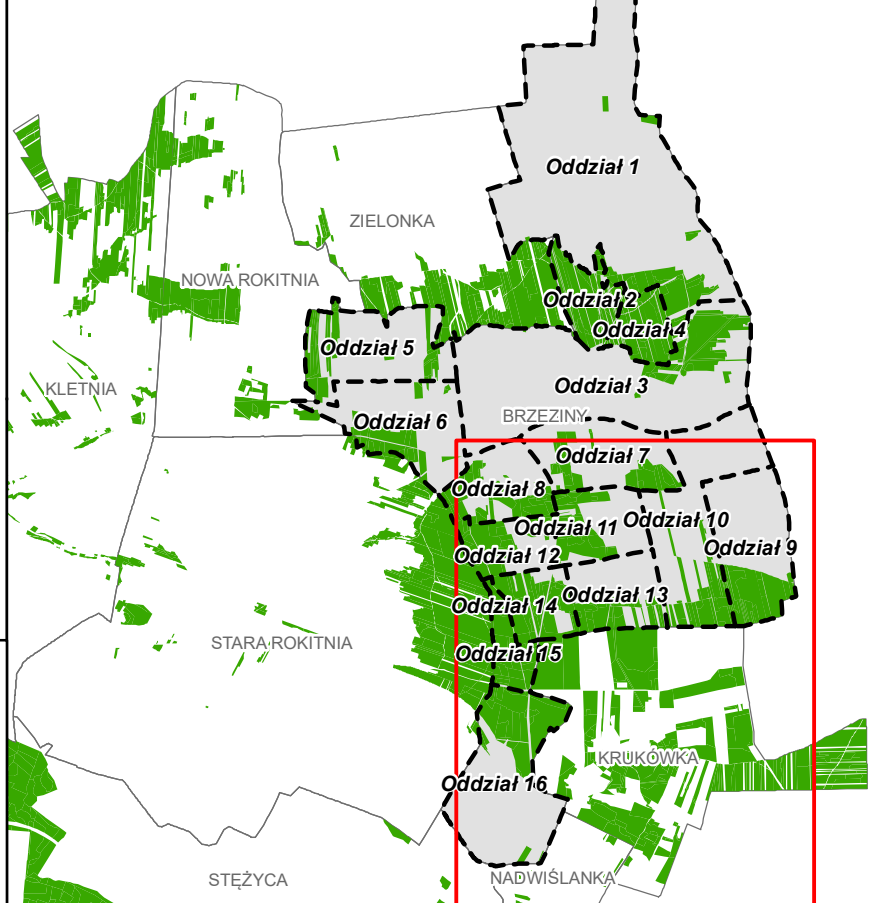 Oddział 1
ZIELONKA
NOWA ROKITNIA
Oddział 2
Oddział 4
Oddział 5
KLETNIA
Oddział 3
BRZEZINY
Oddział 6
Oddział 7
Oddział 8
Oddział 11
Oddział 10
Oddział 9
Oddział 12
Oddział 14
Oddział 13
STARA ROKITNIA
Oddział 15
KRUKÓWKA
Oddział 16
STĘŻYCA
NADWIŚLANKA